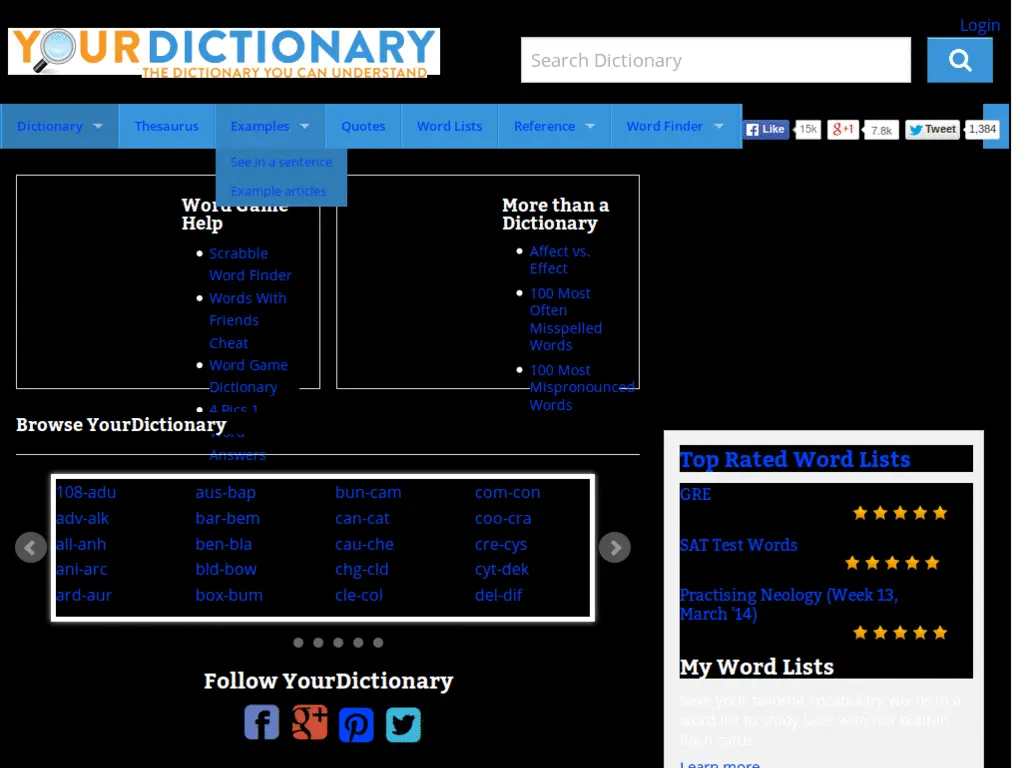 Login
YOURDICTIONARY
THE DICTIONARY YOU CAN UNDERSTAND
Search Dictionary
Dictionary Thesaurus Examples Quotes Word Lists Reference Word Finder Like 15k +1 7.8k Tweet 1,384
See in a sentence
Example articles
Word Game
Help
Scrabble
Word Finder
Words With
Friends
Cheat
Word Game
Dictionary
4 Pics 1
Word
Answers
More than a
Dictionary
Affect vs.
Effect
100 Most
Often
Misspelled
Words
100 Most
Mispronounced
Words
Browse YourDictionary
108-adu aus-bap bun-cam com-con
adv-alk bar-bem can-cat coo-cra
all-anh ben-bla cau-che cre-cys
ani-arc bld-bow chg-cld cyt-dek
ard-aur box-bum cle-col del-dif
Follow YourDictionary
Top Rated Word Lists
GRE
SAT Test Words
Practising Neology (Week 13,
March '14)
My Word Lists
Save your favorite vocabulary words to a
word list to study later with our built-in
flash cards.
Learn more